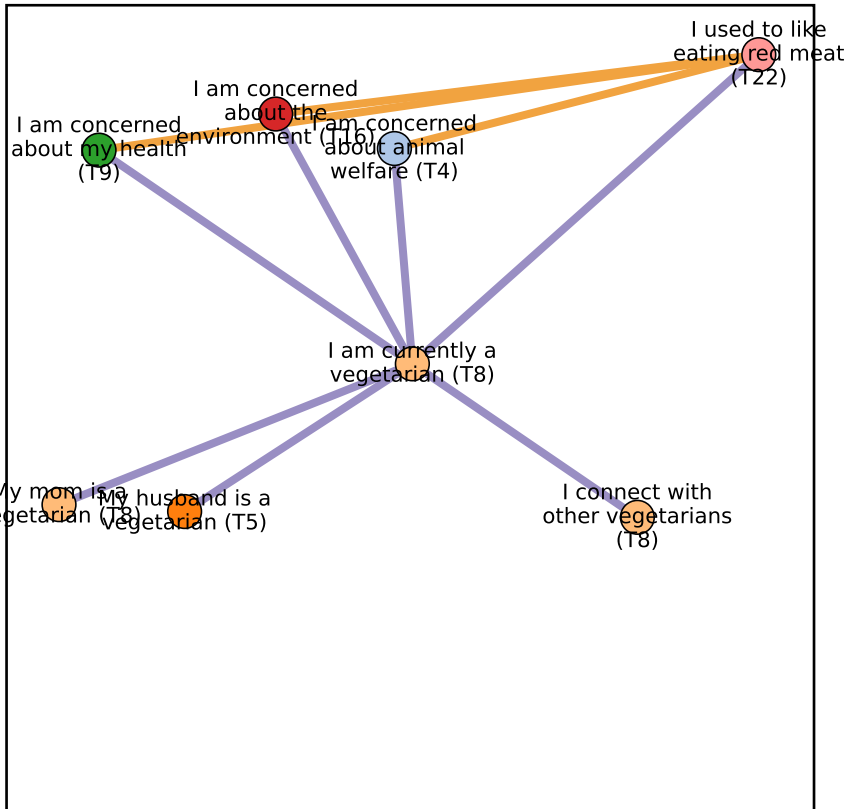 I used to like
eating red meat
(T22)
I am concerned
about the
environment (T16)
I am concerned
about my health
(T9)
I am concerned
about animal
welfare (T4)
I am currently a
vegetarian (T8)
My mom is a
egetarian (T8)
My husband is a
vegetarian (T5)
I connect with
other vegetarians
(T8)